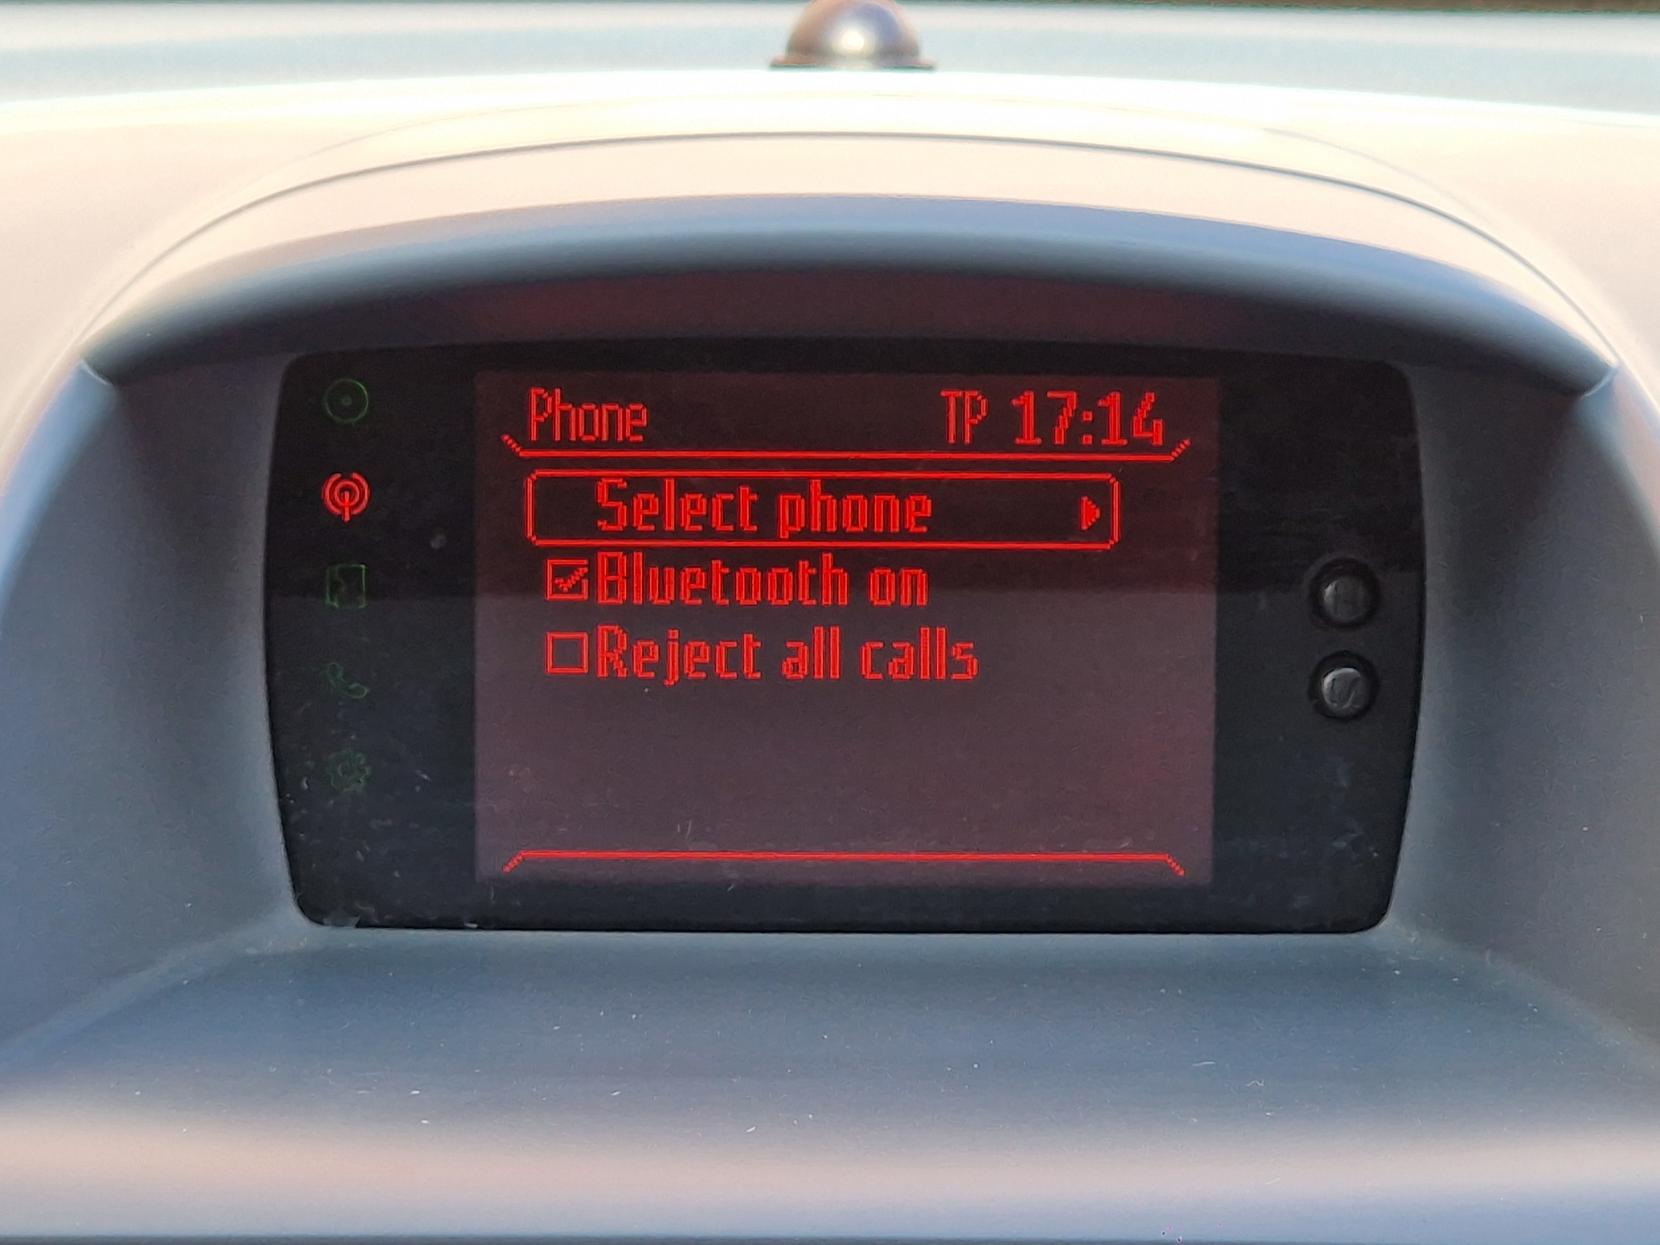 Phone TP 17:14
Select phone
Bluetooth on
Reject all calls